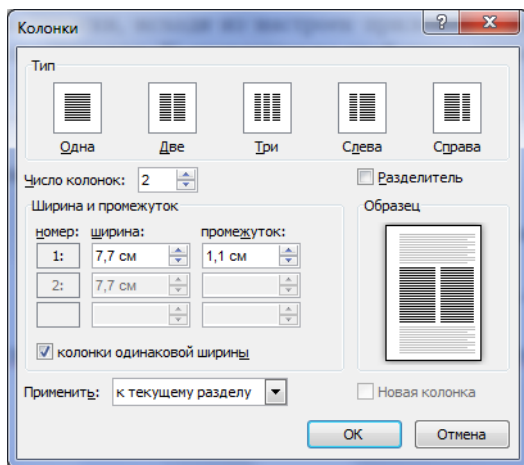 Колонки
Тип
Одна Две Три Слева Справа
Число колонок: 2 Разделитель
Ширина и промежуток Образец
номер: ширина: промежуток:
1: 7,7 см 1,1 см
2: 7,7 см
колонки одинаковой ширины
Применить: к текущему разделу Новая колонка
ОК Отмена